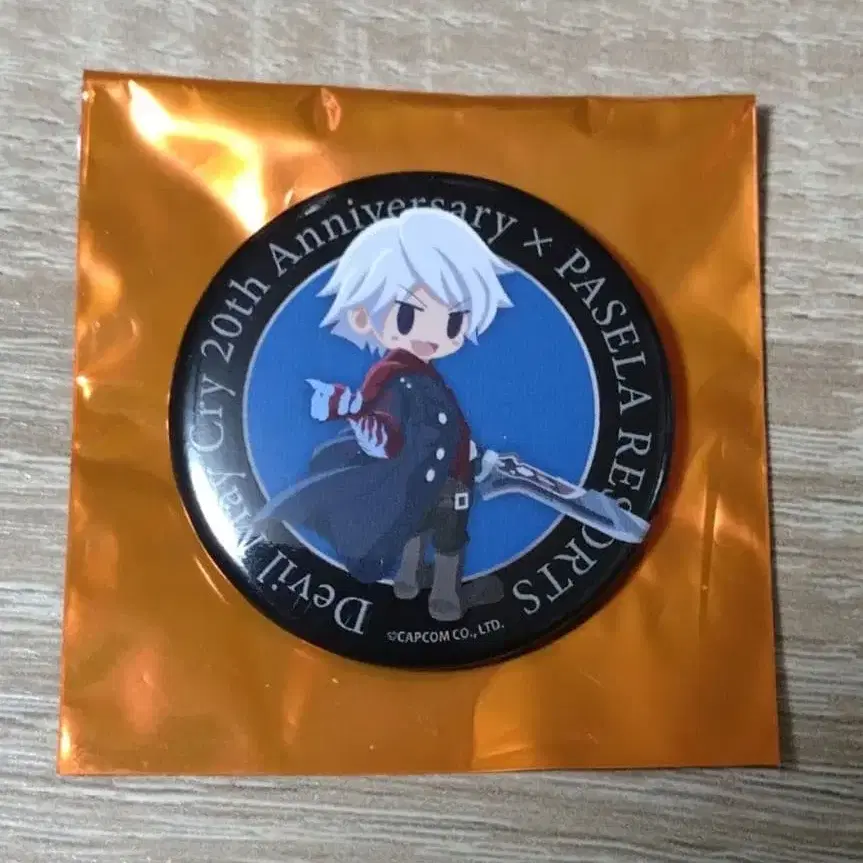 Devil May Cry 20th Anniversary × PASELA RESORTS
©CAPCOM CO., LTD.